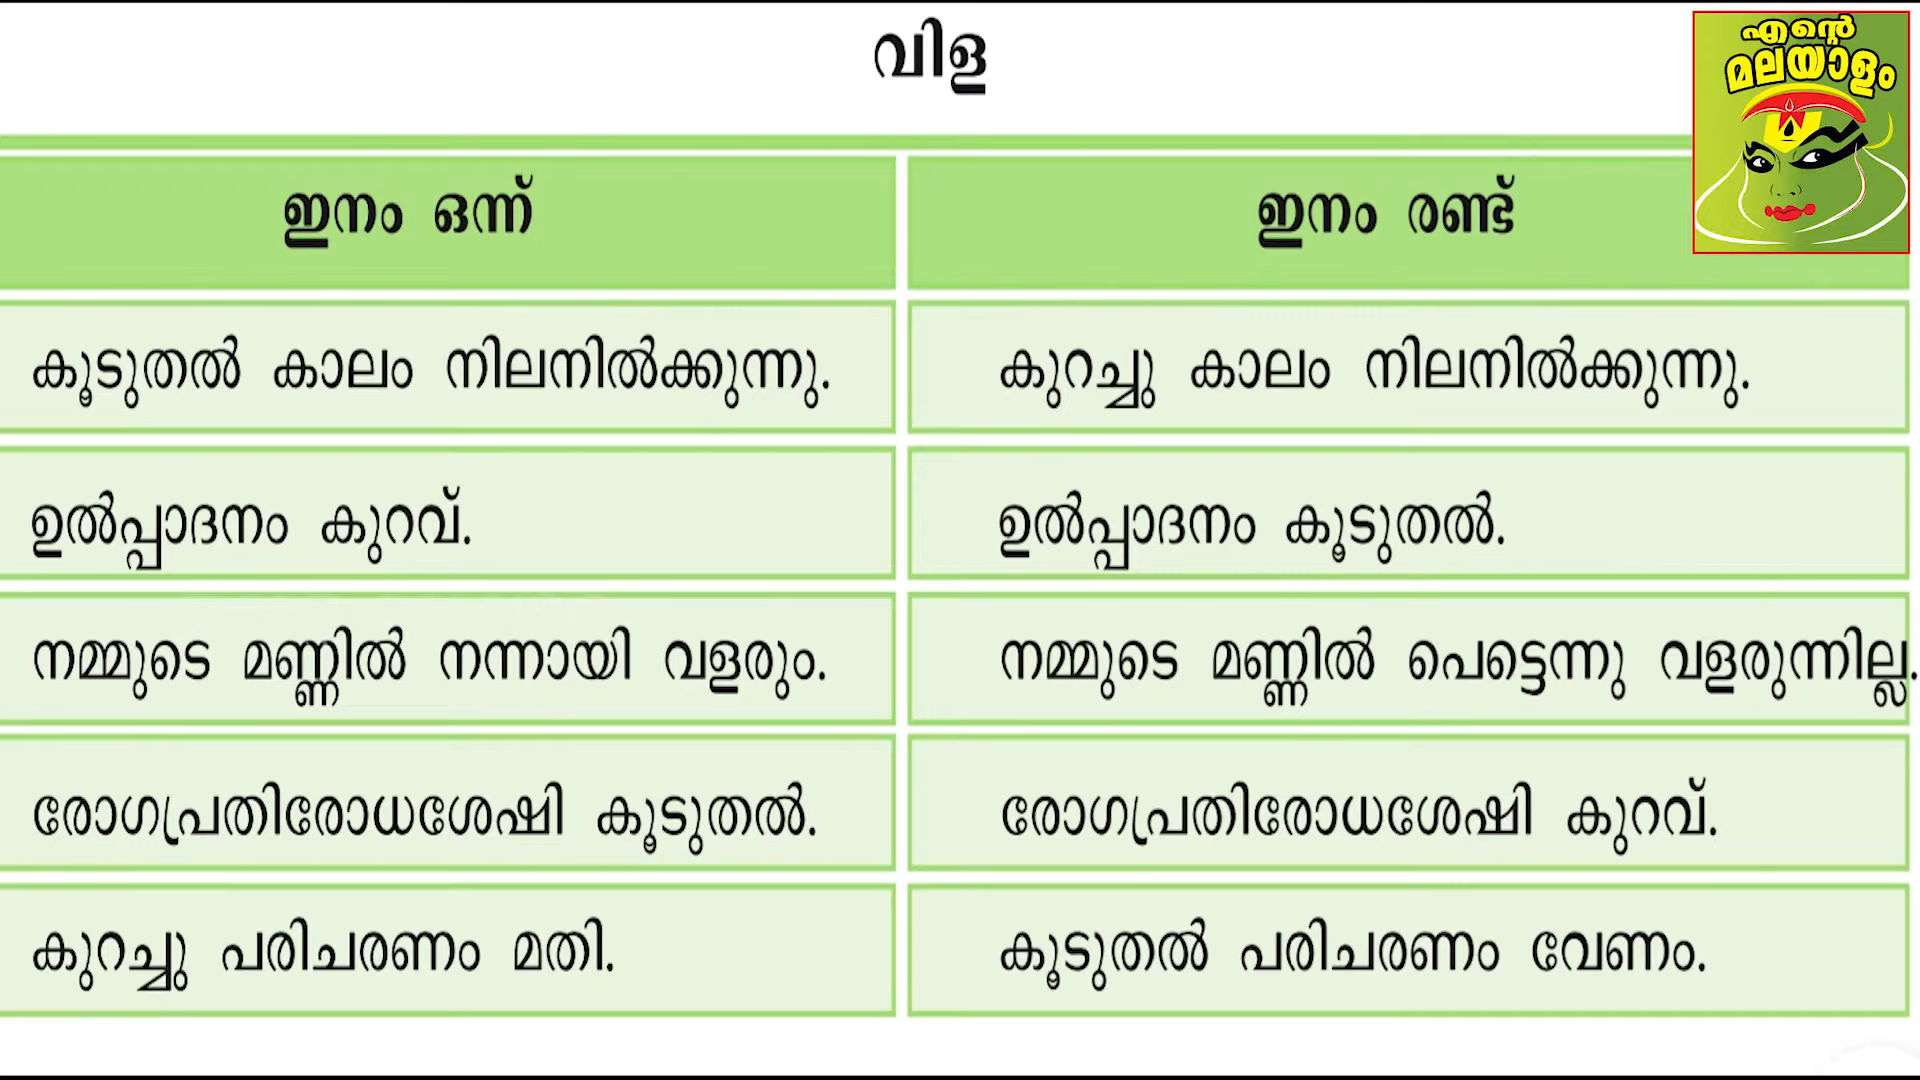 വിള
എന്റെ
മലയാളം
ഇനം ഒന്ന്
ഇനം രണ്ട്
കൂടുതൽ കാലം നിലനിൽക്കുന്നു.
കുറച്ചു കാലം നിലനിൽക്കുന്നു.
ഉൽപ്പാദനം കുറവ്.
ഉൽപ്പാദനം കൂടുതൽ.
നമ്മുടെ മണ്ണിൽ നന്നായി വളരും.
നമ്മുടെ മണ്ണിൽ പെട്ടെന്നു വളരുന്നില്ല.
രോഗപ്രതിരോധശേഷി കൂടുതൽ.
രോഗപ്രതിരോധശേഷി കുറവ്.
കുറച്ചു പരിചരണം മതി.
കൂടുതൽ പരിചരണം വേണം.